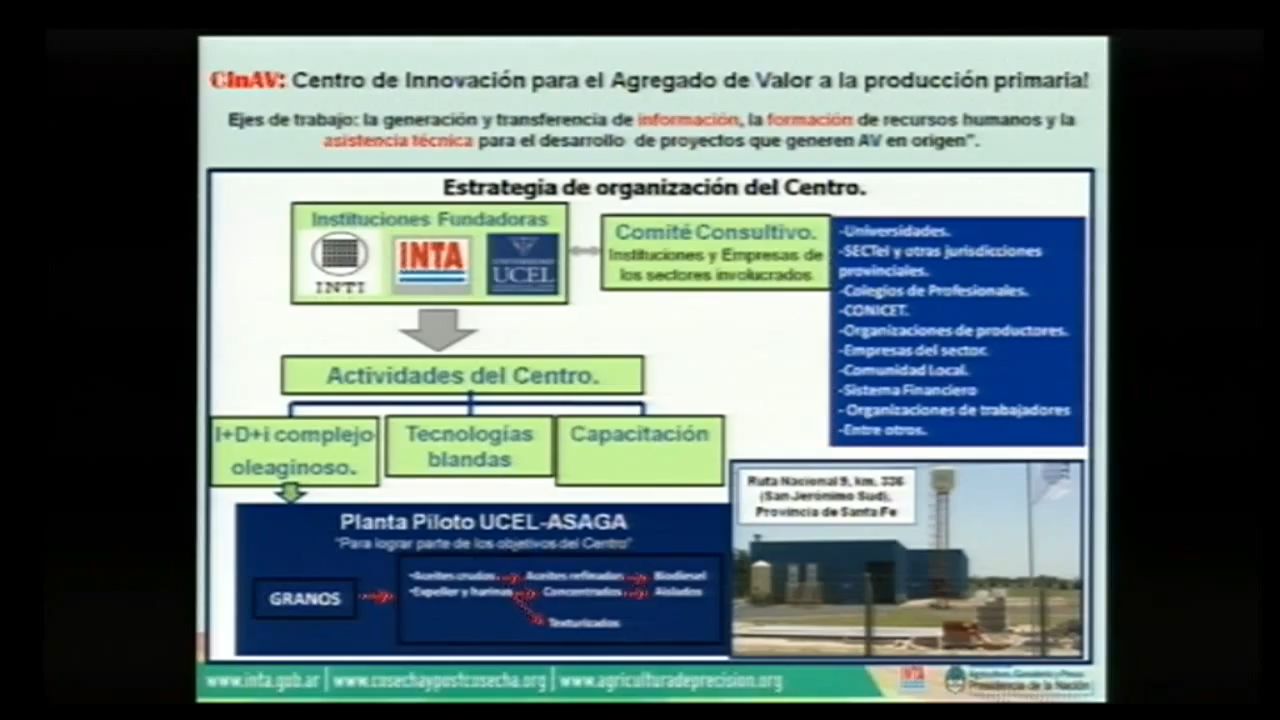 CInAV: Centro de Innovación para el Agregado de Valor a la producción primaria!
Ejes de trabajo: la generación y transferencia de información, la formación de recursos humanos y la
asistencia técnica para el desarrollo de proyectos que generen AV en origen".
Estrategia de organización del Centro.
Instituciones Fundadoras
INTI
INTA
UNIVERSIDAD
UCEL
Comité Consultivo.
Instituciones y Empresas de
los sectores involucrados
-Universidades.
-SECTeI y otras jurisdicciones
provinciales.
-Colegios de Profesionales.
-CONICET.
-Organizaciones de productores.
-Empresas del sector.
-Comunidad Local.
-Sistema Financiero
- Organizaciones de trabajadores
-Entre otros.
Actividades del Centro.
I+D+i complejo
oleaginoso.
Tecnologías
blandas
Capacitación
Planta Piloto UCEL-ASAGA
"Para lograr parte de los objetivos del Centro"
GRANOS
•Aceites crudos
Aceites refinados
Biodiesel
•Expeller y harinas
Concentrados
Aislados
Texturizados
Ruta Nacional 9, km. 336
(San Jerónimo Sud),
Provincia de Santa Fe
www.inta.gob.ar | www.cosechaypostcosecha.org | www.agriculturadeprecision.org
INTA
Presidencia de la Nación